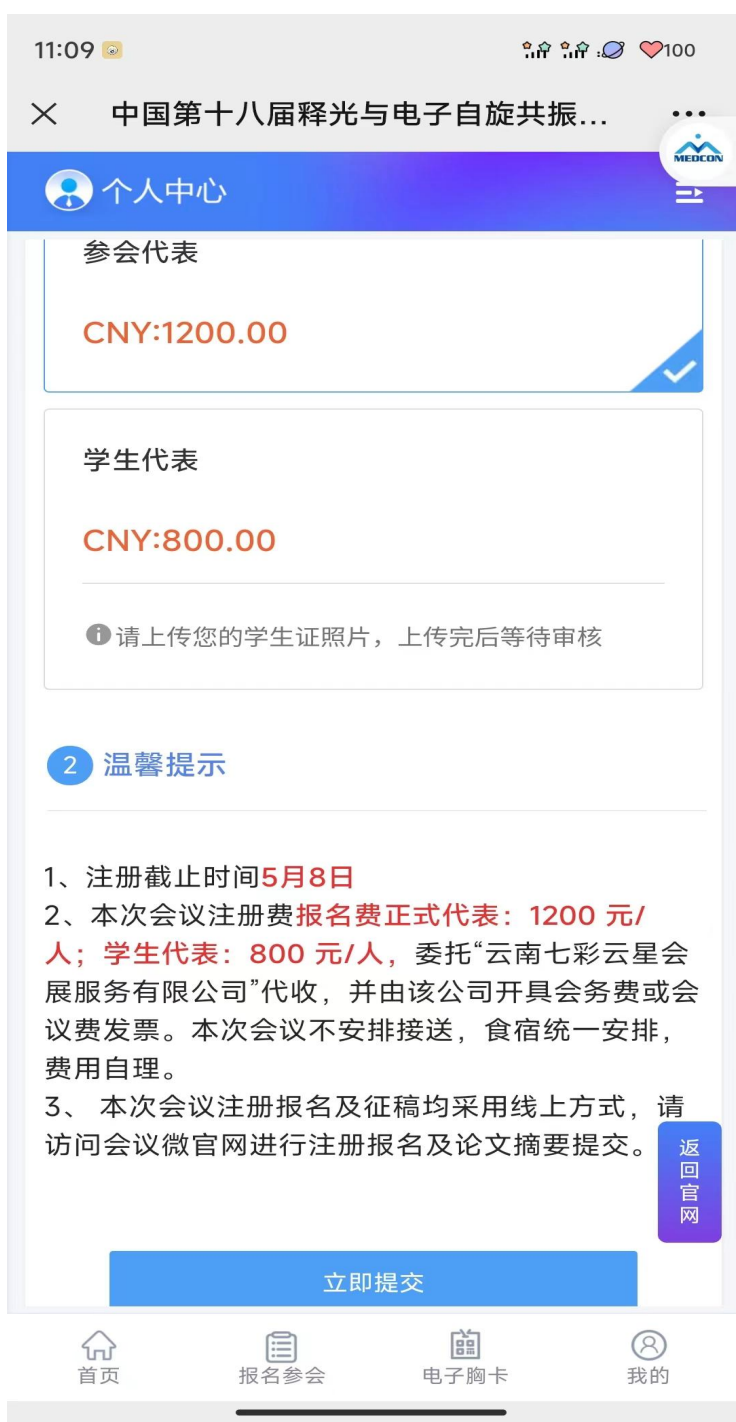 11:09
100
中国第十八届释光与电子自旋共振...
MEDCON
个人中心
参会代表
CNY:1200.00
学生代表
CNY:800.00
请上传您的学生证照片，上传完后等待审核
2 温馨提示
1、注册截止时间5月8日
2、本次会议注册费报名费正式代表：1200 元/
人；学生代表：800 元/人，委托“云南七彩云星会
展服务有限公司”代收，并由该公司开具会务费或会
议费发票。本次会议不安排接送，食宿统一安排，
费用自理。
3、 本次会议注册报名及征稿均采用线上方式，请
访问会议微官网进行注册报名及论文摘要提交。
返回官网
立即提交
首页 报名参会 电子胸卡 我的